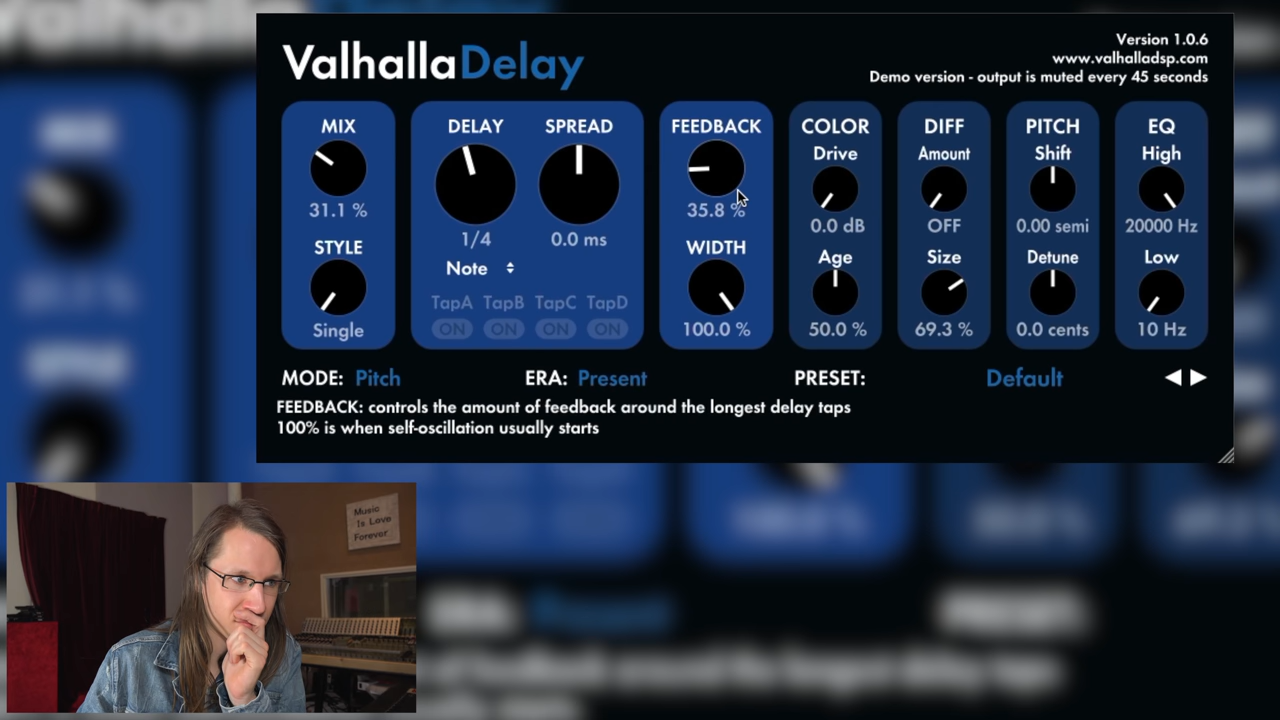 ValhallaDelay
Version 1.0.6
www.valhalladsp.com
Demo version - output is muted every 45 seconds
MIX
31.1 %
STYLE
Single
DELAY
1/4
Note
SPREAD
0.0 ms
TapA TapB TapC TapD
ON ON ON ON
FEEDBACK
35.8 %
WIDTH
100.0 %
COLOR
Drive
0.0 dB
Age
50.0 %
DIFF
Amount
OFF
Size
69.3 %
PITCH
Shift
0.00 semi
Detune
0.0 cents
EQ
High
20000 Hz
Low
10 Hz
MODE: Pitch
ERA: Present
PRESET: Default
FEEDBACK: controls the amount of feedback around the longest delay taps
100% is when self-oscillation usually starts
Music
Is Love
Forever